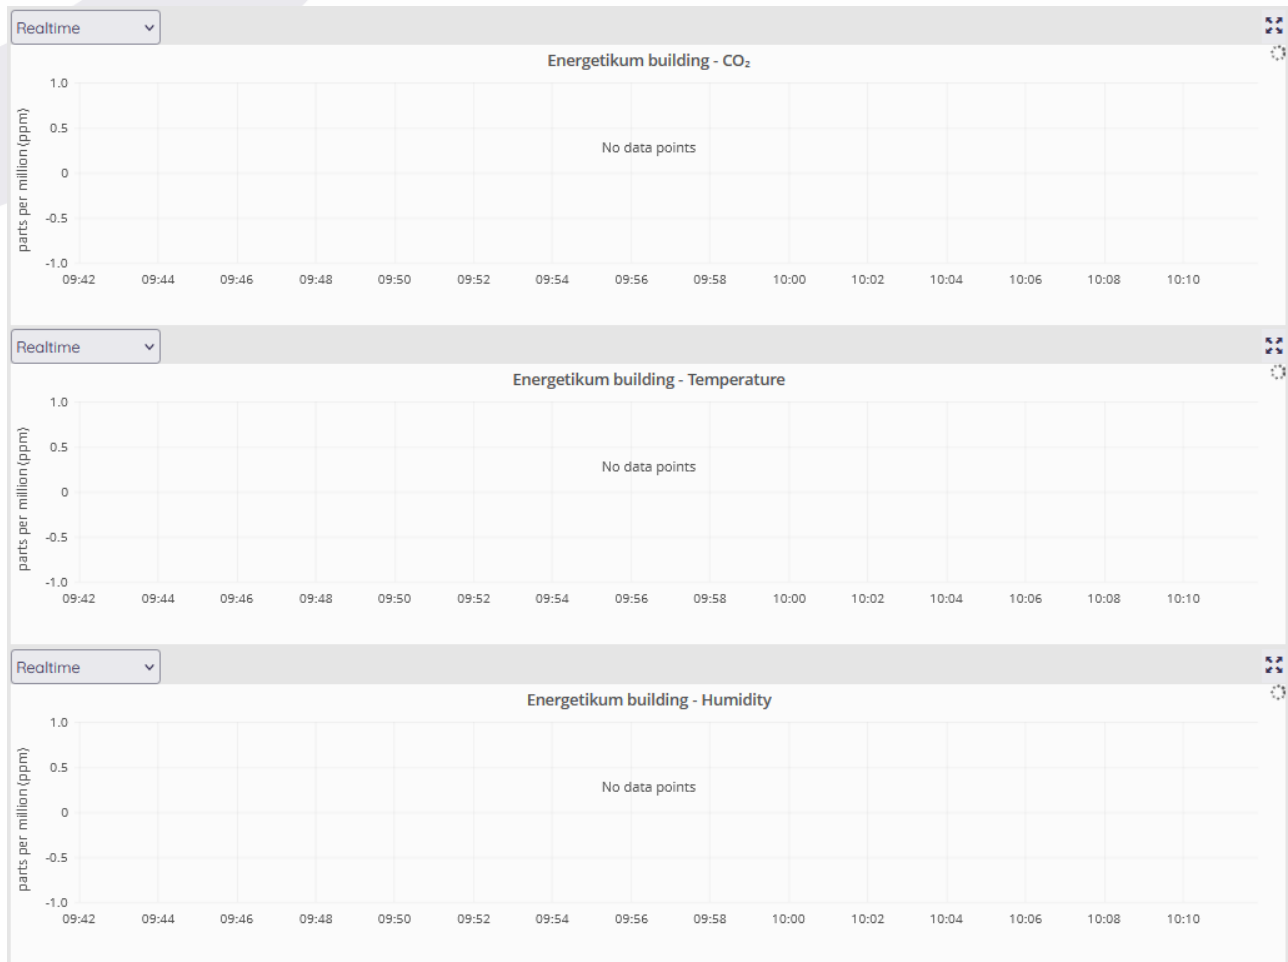 Realtime
Energetikum building - CO₂
parts per million (ppm)
1.0
0.5
No data points
0
-0.5
-1.0
09:42 09:44 09:46 09:48 09:50 09:52 09:54 09:56 09:58 10:00 10:02 10:04 10:06 10:08 10:10
Realtime
Energetikum building - Temperature
parts per million (ppm)
1.0
0.5
No data points
0
-0.5
-1.0
09:42 09:44 09:46 09:48 09:50 09:52 09:54 09:56 09:58 10:00 10:02 10:04 10:06 10:08 10:10
Realtime
Energetikum building - Humidity
parts per million (ppm)
1.0
0.5
No data points
0
-0.5
-1.0
09:42 09:44 09:46 09:48 09:50 09:52 09:54 09:56 09:58 10:00 10:02 10:04 10:06 10:08 10:10